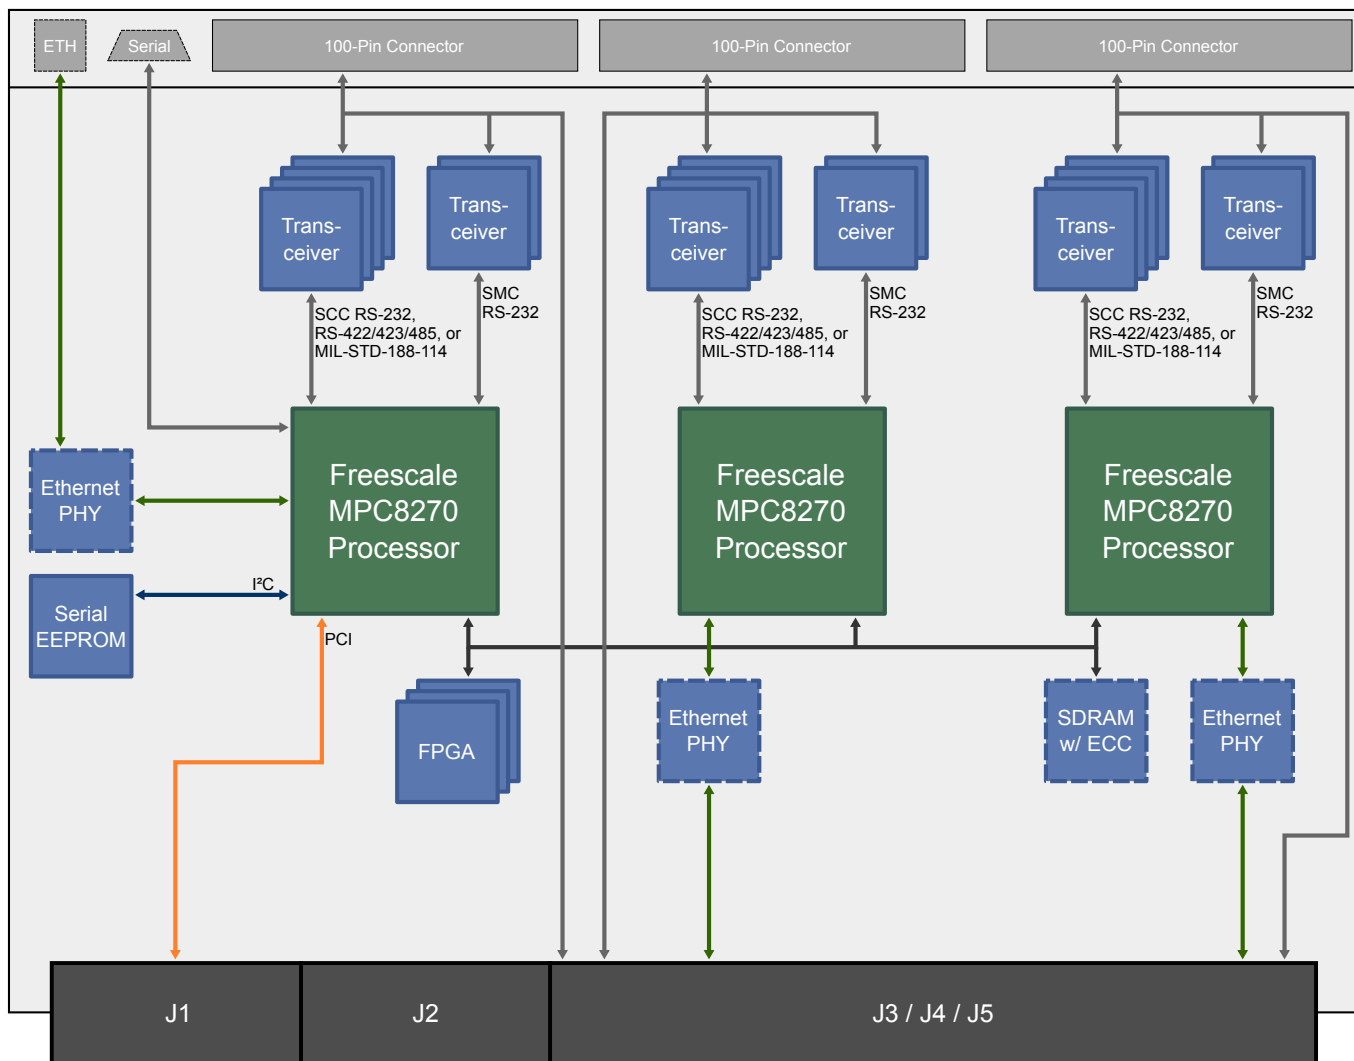 ETH
Serial
100-Pin Connector
100-Pin Connector
100-Pin Connector
Trans-
ceiver
Trans-
ceiver
Trans-
ceiver
Trans-
ceiver
Trans-
ceiver
Trans-
ceiver
SCC RS-232,
RS-422/423/485, or
MIL-STD-188-114
SMC
RS-232
SCC RS-232,
RS-422/423/485, or
MIL-STD-188-114
SMC
RS-232
SCC RS-232,
RS-422/423/485, or
MIL-STD-188-114
SMC
RS-232
Freescale
MPC8270
Processor
Freescale
MPC8270
Processor
Freescale
MPC8270
Processor
Ethernet
PHY
I²C
Serial
EEPROM
PCI
FPGA
Ethernet
PHY
SDRAM
w/ ECC
Ethernet
PHY
J1
J2
J3 / J4 / J5